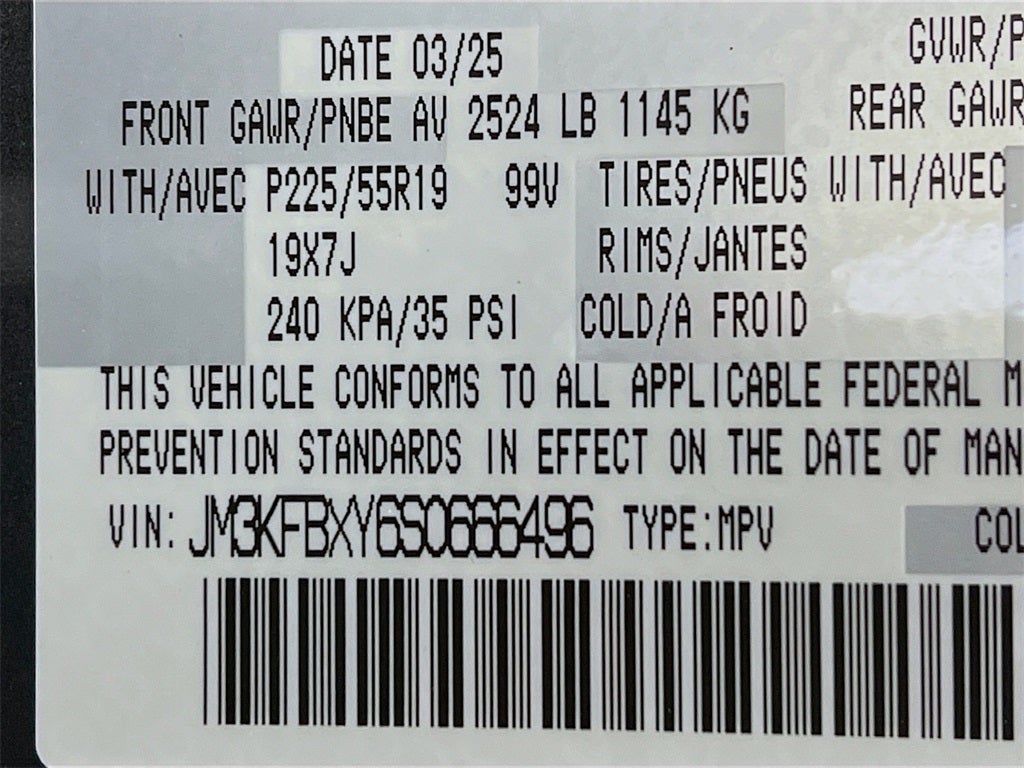 DATE 03/25 GVWR/P
FRONT GAWR/PNBE AV 2524 LB 1145 KG REAR GAWR
WITH/AVEC P225/55R19 99V TIRES/PNEUS WITH/AVEC
19X7J RIMS/JANTES
240 KPA/35 PSI COLD/A FROID
THIS VEHICLE CONFORMS TO ALL APPLICABLE FEDERAL M
PREVENTION STANDARDS IN EFFECT ON THE DATE OF MAN
VIN: JM3KFBXY6S0666496 TYPE:MPV COL